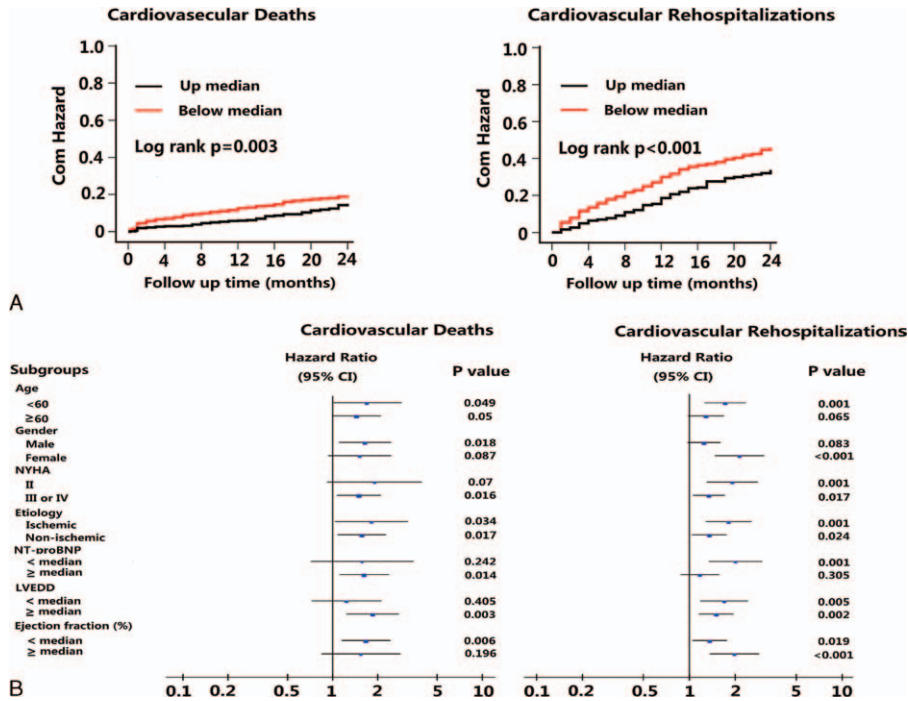 Cardiovasecular Deaths
Cardiovascular Rehospitalizations
Com Hazard
1.0
0.8
0.6
0.4
0.2
0
Up median
Below median
Log rank p=0.003
0 4 8 12 16 20 24
Follow up time (months)
Com Hazard
1.0
0.8
0.6
0.4
0.2
0
Up median
Below median
Log rank p<0.001
0 4 8 12 16 20 24
Follow up time (months)
A
Cardiovascular Deaths Cardiovascular Rehospitalizations
Subgroups Hazard Ratio (95% CI) P value Hazard Ratio (95% CI) P value
Age
<60 0.049 0.001
≥60 0.05 0.065
Gender
Male 0.018 0.083
Female 0.087 <0.001
NYHA
II 0.07 0.001
III or IV 0.016 0.017
Etiology
Ischemic 0.034 0.001
Non-ischemic 0.017 0.024
NT-proBNP
< median 0.242 0.001
≥ median 0.014 0.305
LVEDD
< median 0.405 0.005
≥ median 0.003 0.002
Ejection fraction (%)
< median 0.006 0.019
≥ median 0.196 <0.001
0.1 0.2 0.5 1 2 5 10 0.1 0.2 0.5 1 2 5 10
B